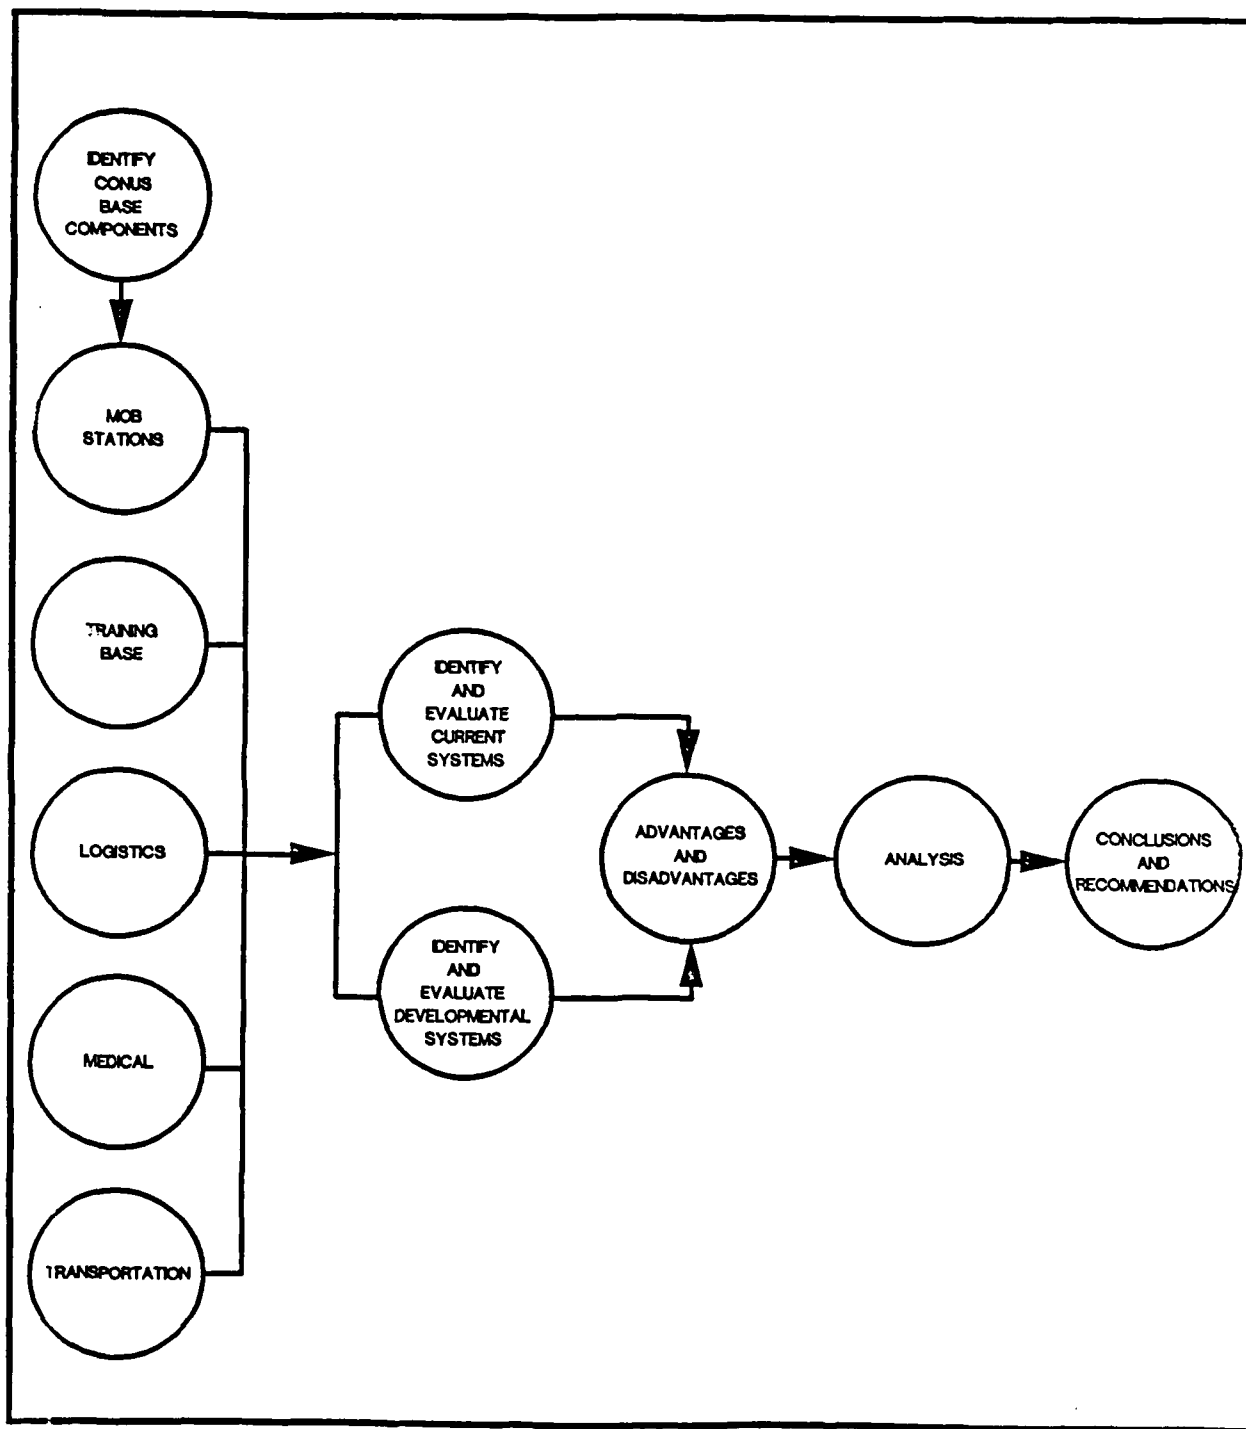 IDENTIFY
CONUS
BASE
COMPONENTS
MOB
STATIONS
TRAINING
BASE
LOGISTICS
MEDICAL
TRANSPORTATION
IDENTIFY
AND
EVALUATE
CURRENT
SYSTEMS
IDENTIFY
AND
EVALUATE
DEVELOPMENTAL
SYSTEMS
ADVANTAGES
AND
DISADVANTAGES
ANALYSIS
CONCLUSIONS
AND
RECOMMENDATIONS